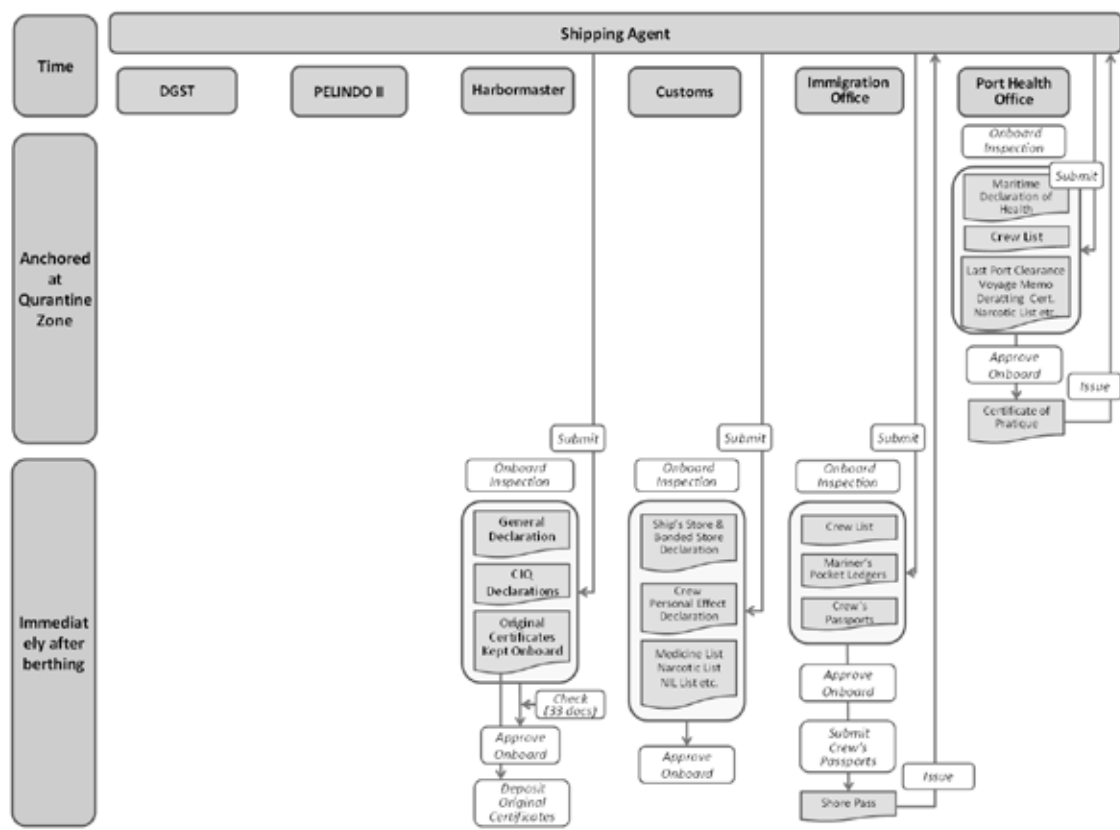 Shipping Agent
Time
DGST
PELINDO II
Harbormaster
Customs
Immigration
Office
Port Health
Office
Onboard
Inspection
Submit
Maritime
Declaration of
Health
Crew List
Last Port Clearance
Voyage Memo
Deratting Cert.
Narcotic List etc.
Approve
Onboard
Issue
Certificate of
Pratique
Anchored
at
Qurantine
Zone
Submit
Submit
Submit
Onboard
Inspection
Onboard
Inspection
Onboard
Inspection
Immediat
ely after
berthing
General
Declaration
CIQ
Declarations
Original
Certificates
Kept Onboard
Check
(33 docs)
Approve
Onboard
Deposit
Original
Certificates
Ship's Store &
Bonded Store
Declaration
Crew
Personal Effect
Declaration
Medicine List
Narcotic List
NIL List etc.
Approve
Onboard
Crew List
Mariner's
Pocket Ledgers
Crew's
Passports
Approve
Onboard
Submit
Crew's
Passports
Shore Pass
Issue